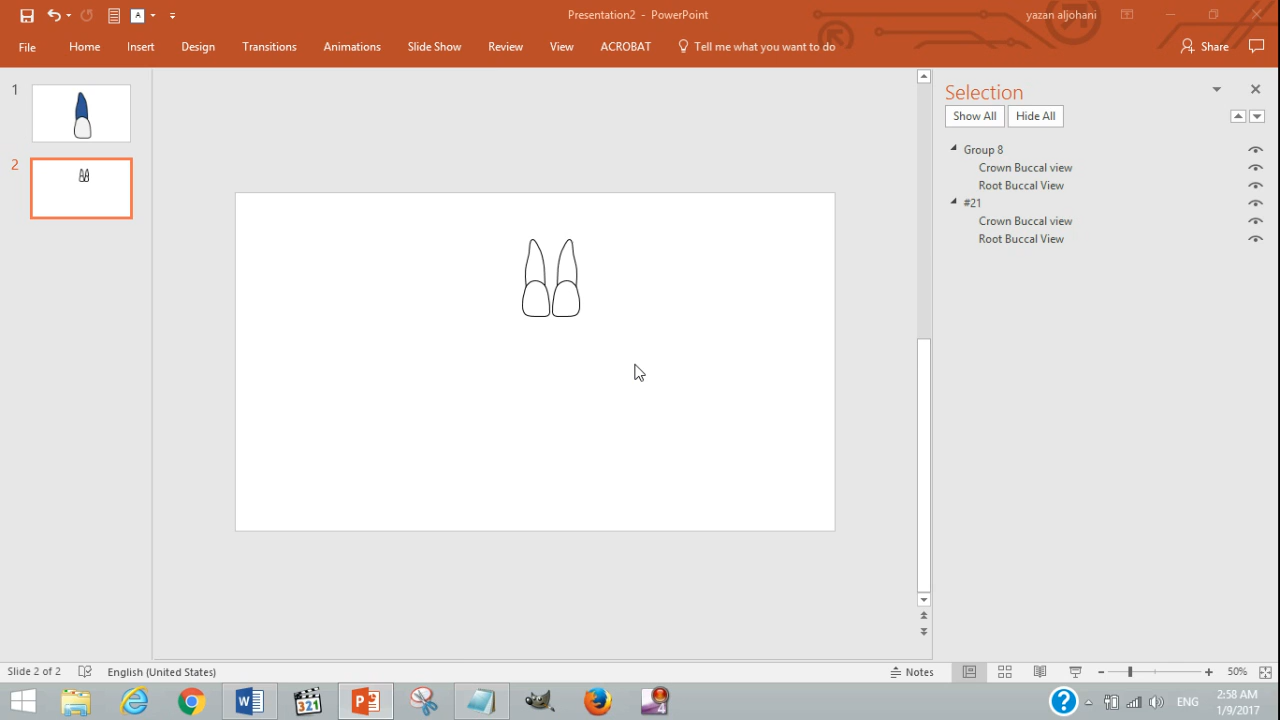 Presentation2 - PowerPoint
yazan aljohani
File Home Insert Design Transitions Animations Slide Show Review View ACROBAT Tell me what you want to do Share
1
2
Selection
Show All Hide All
Group 8
Crown Buccal view
Root Buccal View
#21
Crown Buccal view
Root Buccal View
Slide 2 of 2 English (United States) Notes 50%
321
4
ENG
2:58 AM
1/9/2017